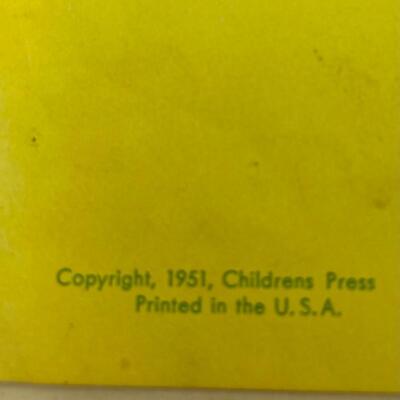 Copyright, 1951, Childrens Press
Printed in the U.S.A.